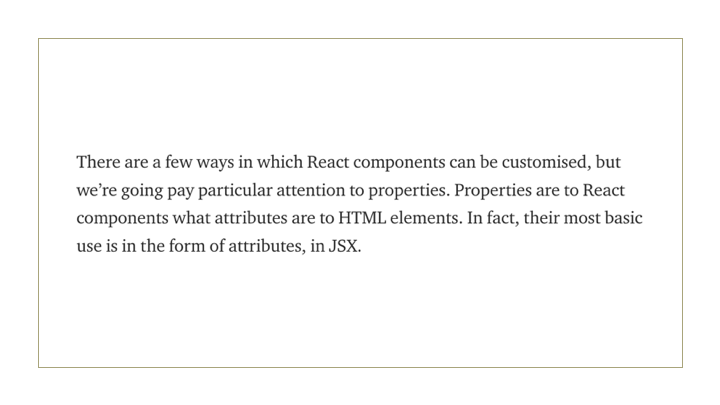 There are a few ways in which React components can be customised, but
we’re going pay particular attention to properties. Properties are to React
components what attributes are to HTML elements. In fact, their most basic
use is in the form of attributes, in JSX.